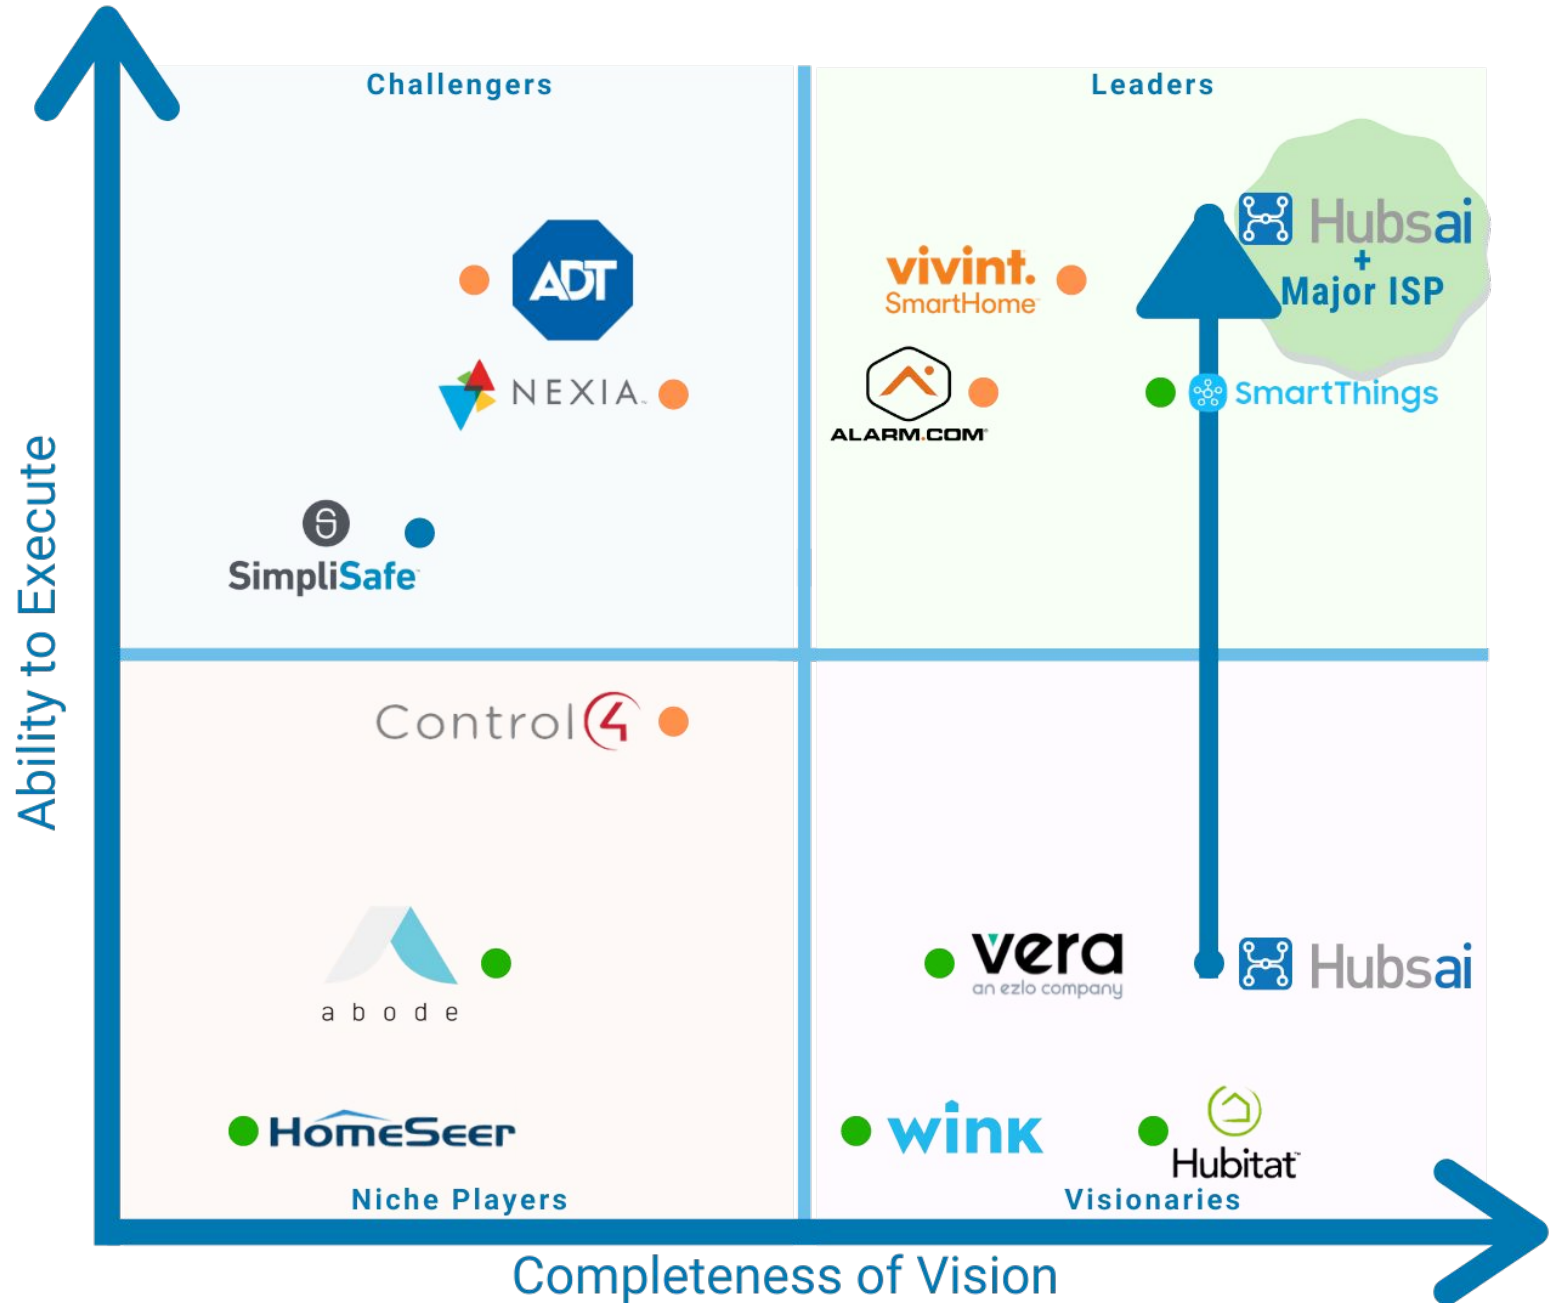 Challengers
Leaders
ADT
NEXIA
SimpliSafe
vivint.
SmartHome
ALARM.COM
Hubsai
+
Major ISP
SmartThings
Ability to Execute
Control4
abode
HomeSeer
Niche Players
vera
an ezlo company
Hubsai
wink
Hubitat
Visionaries
Completeness of Vision